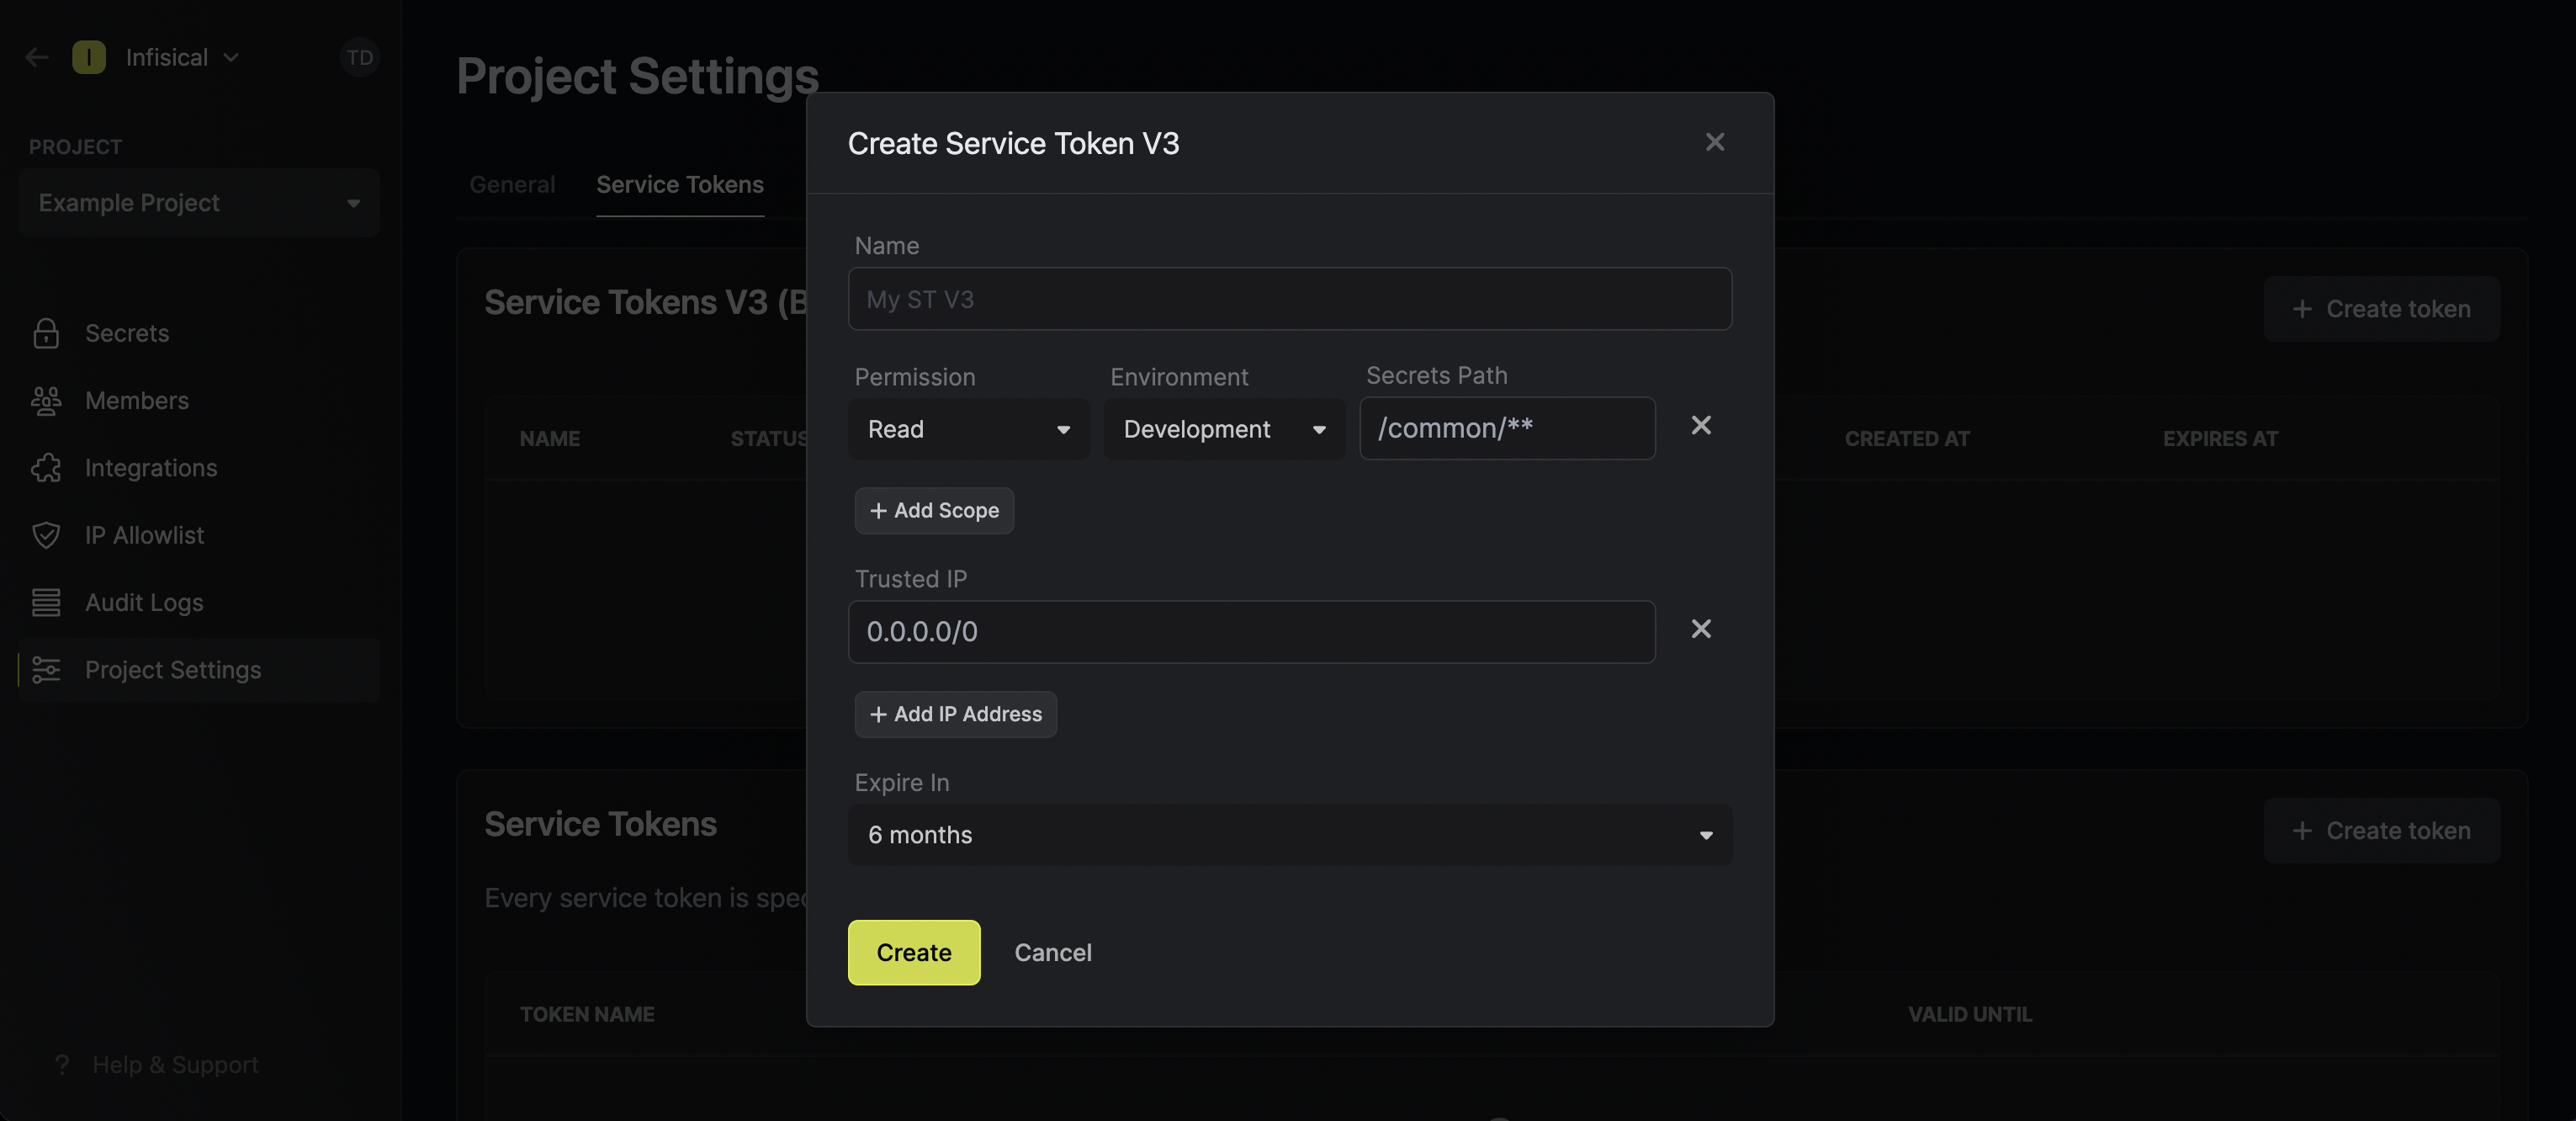 I Infisical TD
PROJECT
Example Project
Secrets
Members
Integrations
IP Allowlist
Audit Logs
Project Settings
? Help & Support
Project Settings
General Service Tokens
Service Tokens V3 (B
+ Create token
NAME STATUS CREATED AT EXPIRES AT
Service Tokens
+ Create token
Every service token is spec
TOKEN NAME VALID UNTIL
Create Service Token V3
Name
My ST V3
Permission Environment Secrets Path
Read Development /common/**
+ Add Scope
Trusted IP
0.0.0.0/0
+ Add IP Address
Expire In
6 months
Create Cancel